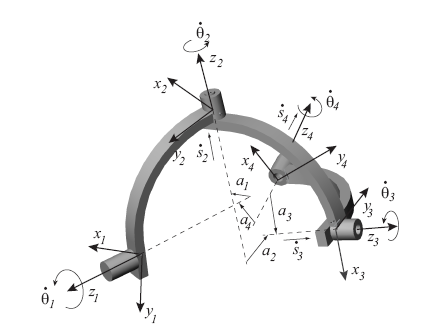 θ̇₂
z₂
x₂
ṡ₄
θ̇₄
z₄
y₂
ṡ₂
x₄
y₄
a₁
θ̇₃
y₃
a₄
a₃
x₁
z₃
a₂
ṡ₃
θ̇₁
z₁
x₃
y₁